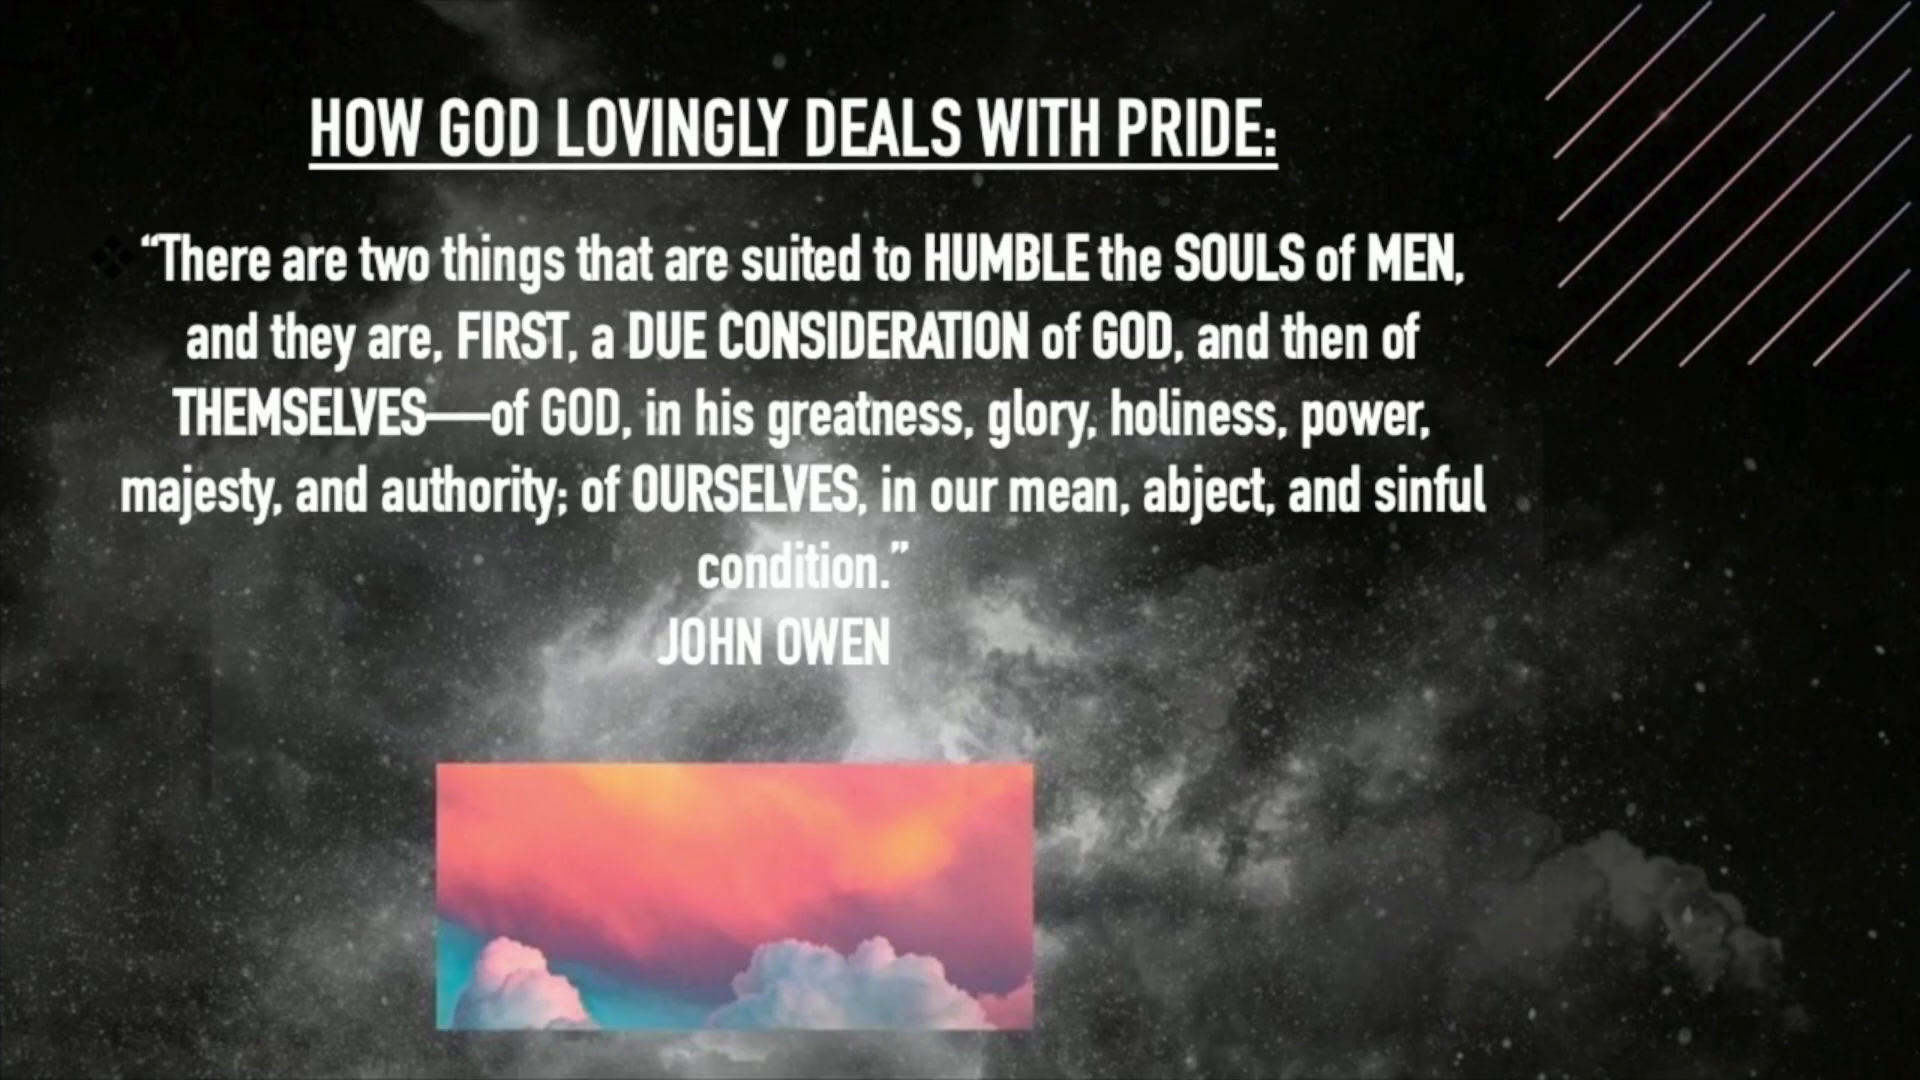 HOW GOD LOVINGLY DEALS WITH PRIDE:
“There are two things that are suited to HUMBLE the SOULS of MEN,
and they are, FIRST, a DUE CONSIDERATION of GOD, and then of
THEMSELVES—of GOD, in his greatness, glory, holiness, power,
majesty, and authority; of OURSELVES, in our mean, abject, and sinful
condition.”
JOHN OWEN